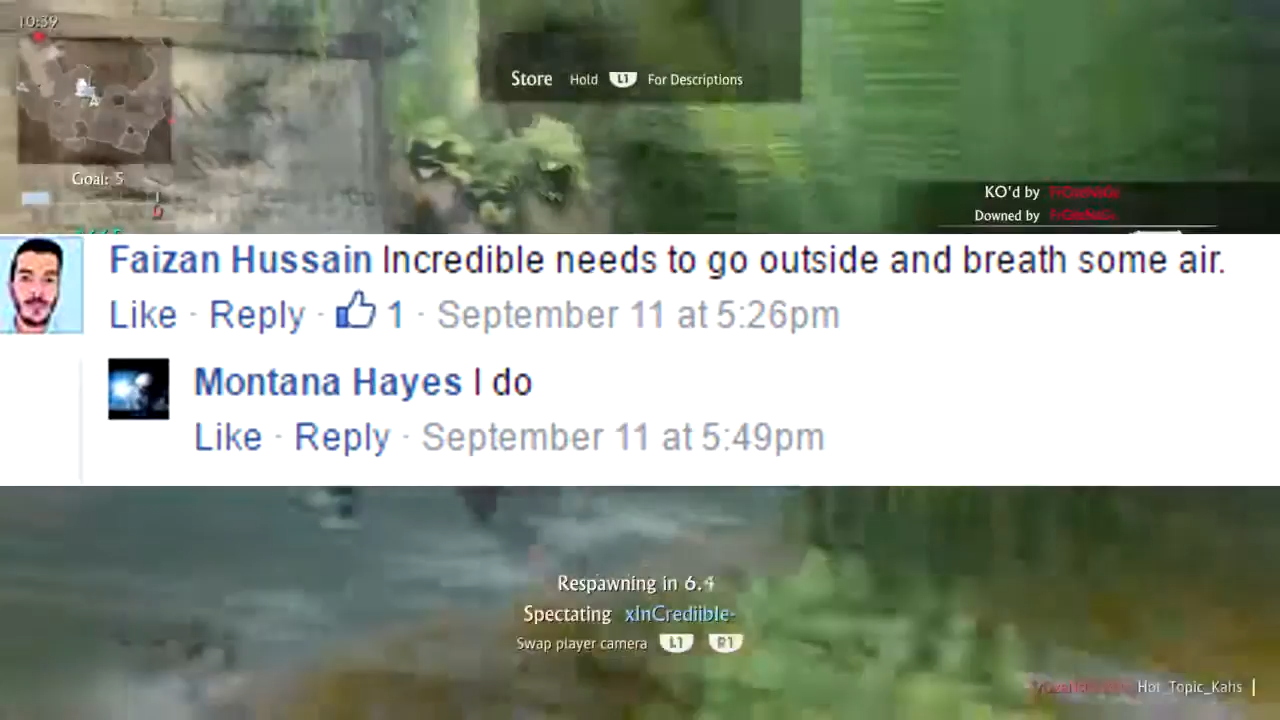 10:39
Store Hold L1 For Descriptions
Goal: 5
KO'd by
Downed by
Faizan Hussain Incredible needs to go outside and breath some air.
Like · Reply · 1 · September 11 at 5:26pm
Montana Hayes I do
Like · Reply · September 11 at 5:49pm
Respawning in 6.4
Spectating xInCrediible-
Swap player camera L1 R1
Hot_Topic_Kahs